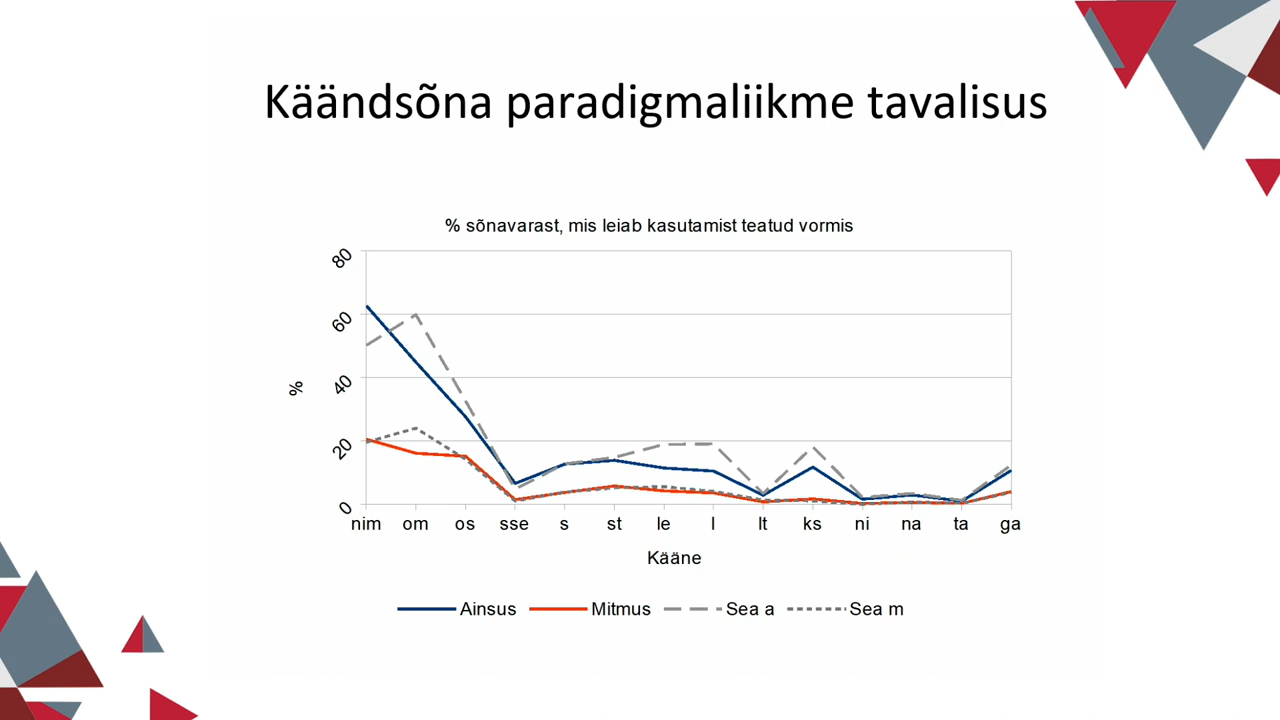 Käändsõna paradigmaliikme tavalisus
% sõnavarast, mis leiab kasutamist teatud vormis
80
60
40
20
0
%
nim om os sse s st le l lt ks ni na ta ga
Kääne
Ainsus Mitmus Sea a Sea m